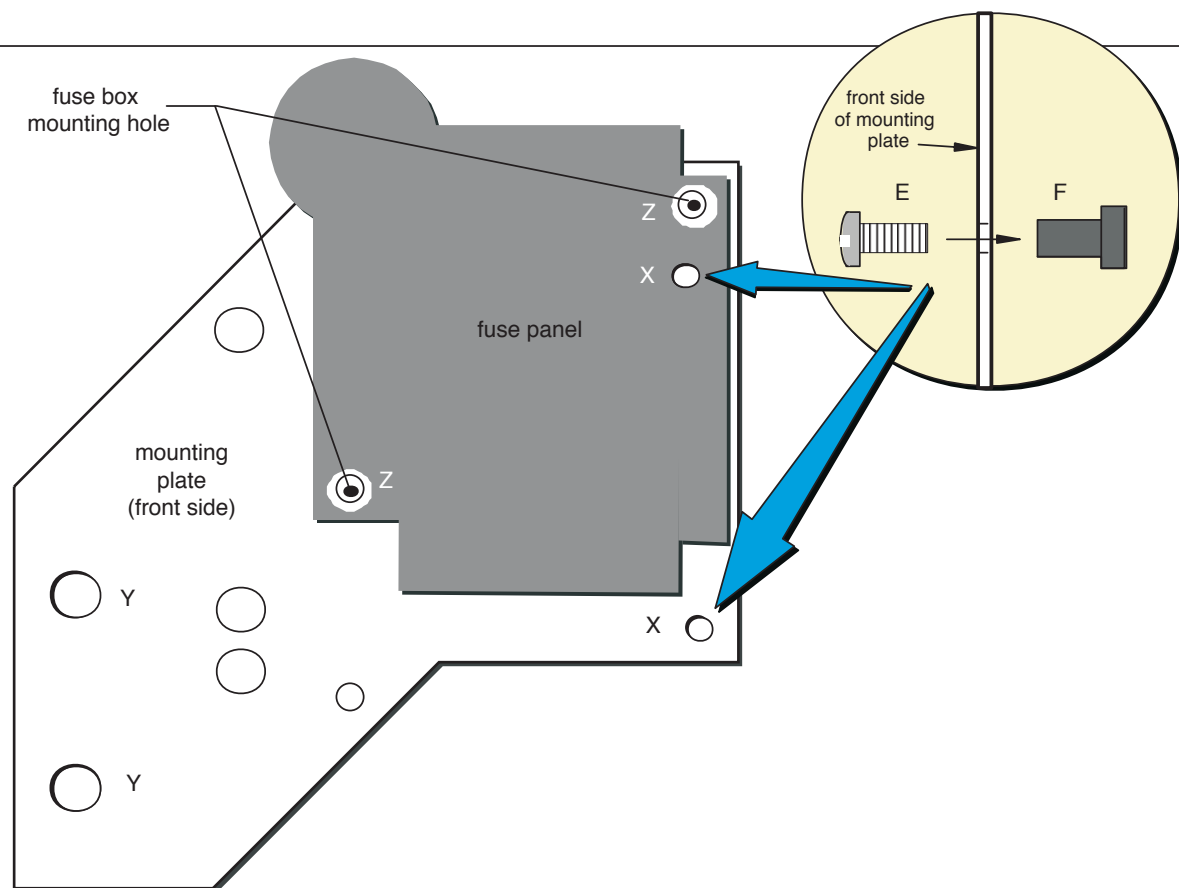 fuse box
mounting hole
front side
of mounting
plate
E
F
Z
X
fuse panel
mounting
plate
(front side)
Z
Y
X
Y